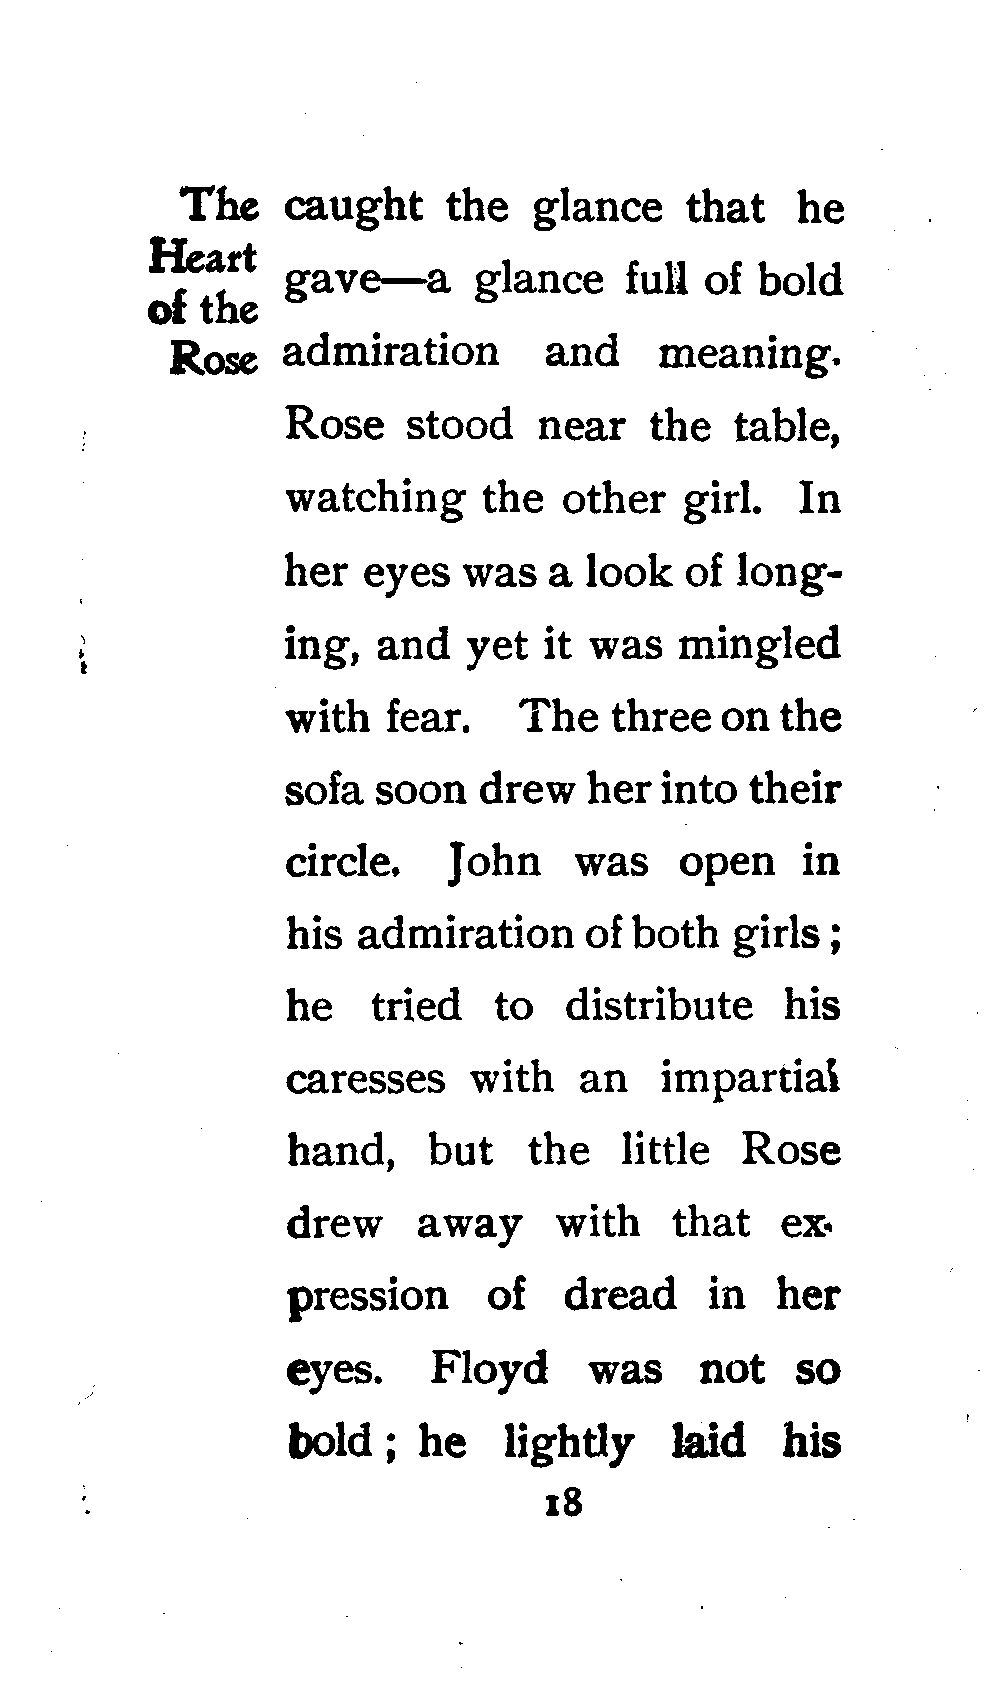 The
Heart
of the
Rose
caught the glance that he
gave—a glance full of bold
admiration and meaning.
Rose stood near the table,
watching the other girl. In
her eyes was a look of long-
ing, and yet it was mingled
with fear. The three on the
sofa soon drew her into their
circle. John was open in
his admiration of both girls ;
he tried to distribute his
caresses with an impartial
hand, but the little Rose
drew away with that ex-
pression of dread in her
eyes. Floyd was not so
bold ; he lightly laid his
18